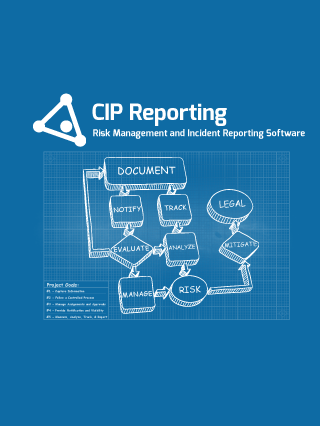 CIP Reporting
Risk Management and Incident Reporting Software
DOCUMENT
NOTIFY
TRACK
LEGAL
EVALUATE
ANALYZE
MITIGATE
MANAGE
RISK
Project Goals:
#1 - Capture Information
#2 - Follow a Controlled Process
#3 - Manage Assignments and Approvals
#4 - Provide Notification and Visibility
#5 - Document, Analyze, Track, & Report